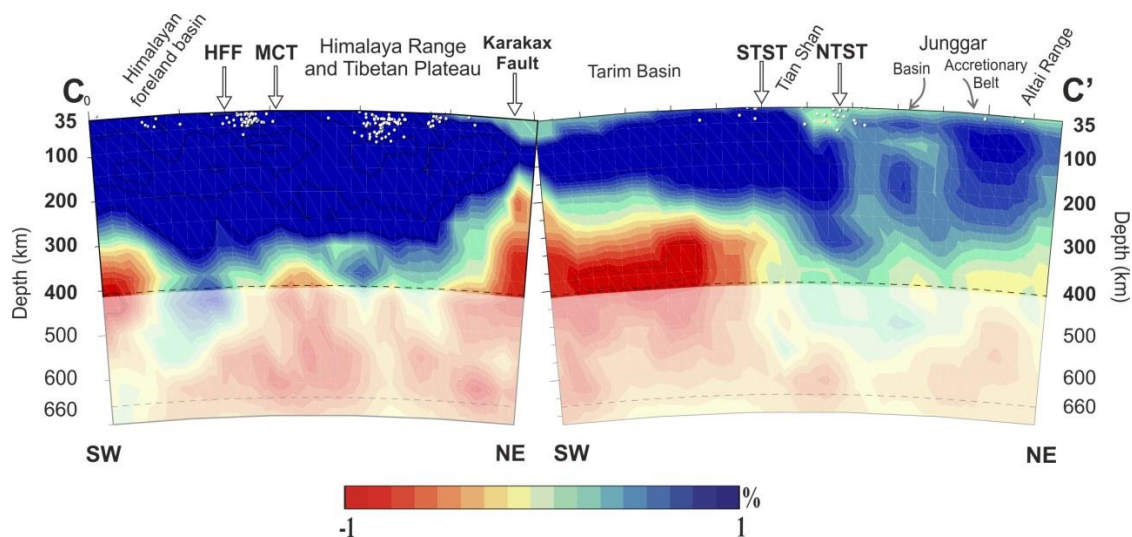 Himalayan
foreland basin
HFF
MCT
Himalaya Range
and Tibetan Plateau
Karakax
Fault
Tarim Basin
STST
Tian Shan
NTST
Junggar
Basin
Accretionary
Belt
Altai Range
C
C'
0
35
100
200
300
400
500
600
660
Depth (km)
35
100
200
300
400
500
600
660
Depth (km)
SW
NE
SW
NE
%
-1
1